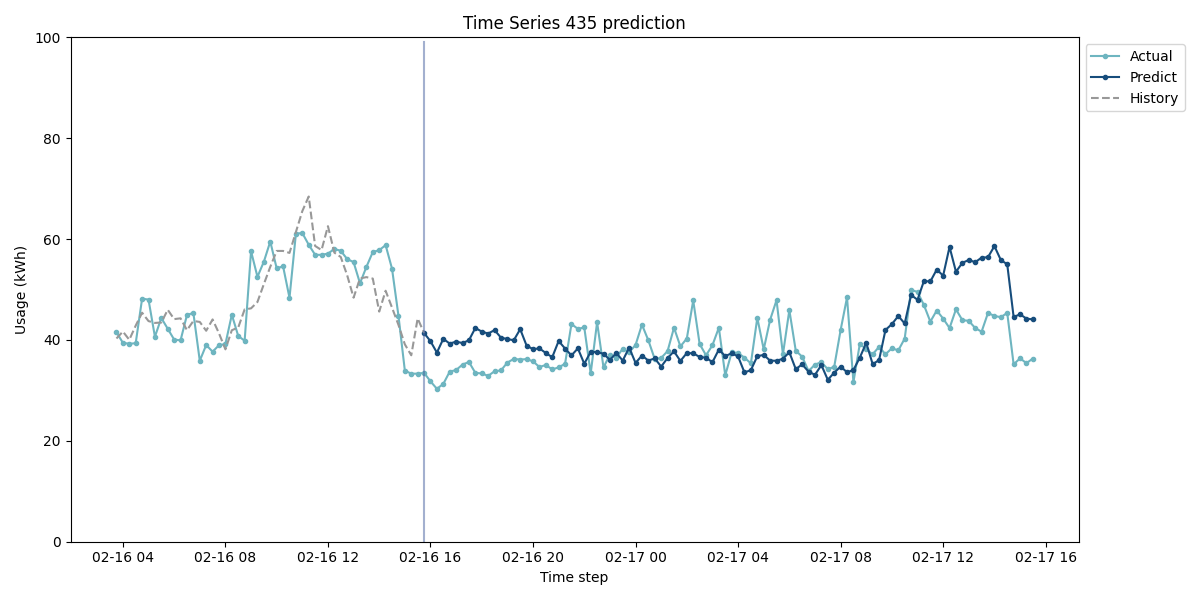 Time Series 435 prediction
Usage (kWh)
100
80
60
40
20
0
02-16 04
02-16 08
02-16 12
02-16 16
02-16 20
02-17 00
02-17 04
02-17 08
02-17 12
02-17 16
Time step
Actual
Predict
History